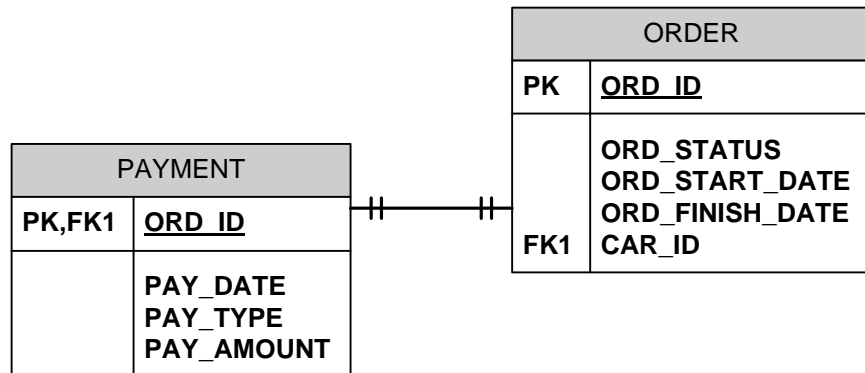 PAYMENT
PK,FK1 ORD_ID
PAY_DATE
PAY_TYPE
PAY_AMOUNT
ORDER
PK ORD_ID
ORD_STATUS
ORD_START_DATE
ORD_FINISH_DATE
FK1 CAR_ID